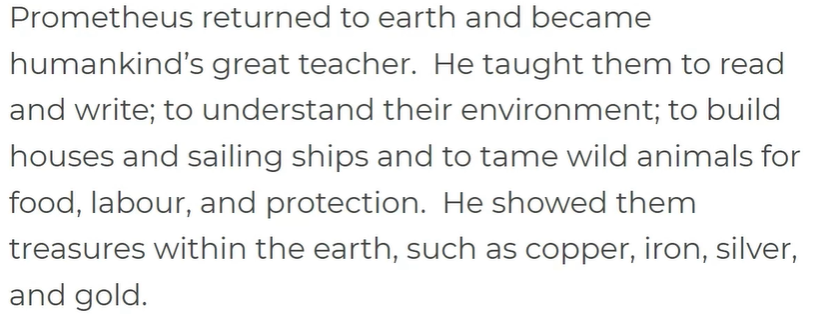 Prometheus returned to earth and became
humankind’s great teacher.  He taught them to read
and write; to understand their environment; to build
houses and sailing ships and to tame wild animals for
food, labour, and protection.  He showed them
treasures within the earth, such as copper, iron, silver,
and gold.